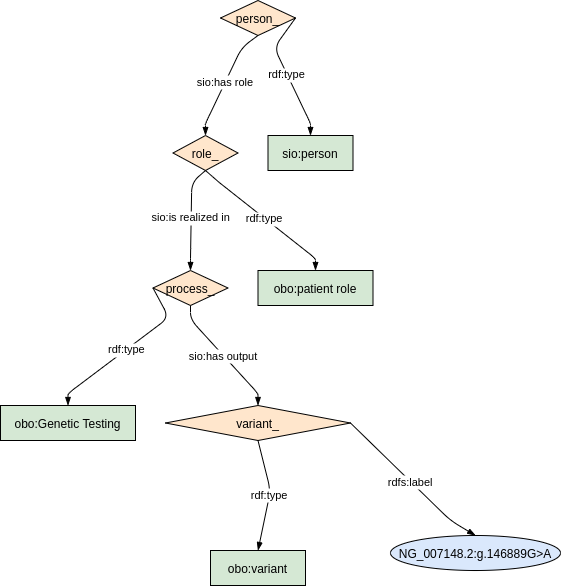 person_
sio:has role
rdf:type
role_
sio:person
sio:is realized in
rdf:type
process_
obo:patient role
rdf:type
sio:has output
obo:Genetic Testing
variant_
rdfs:label
rdf:type
NG_007148.2:g.146889G>A
obo:variant